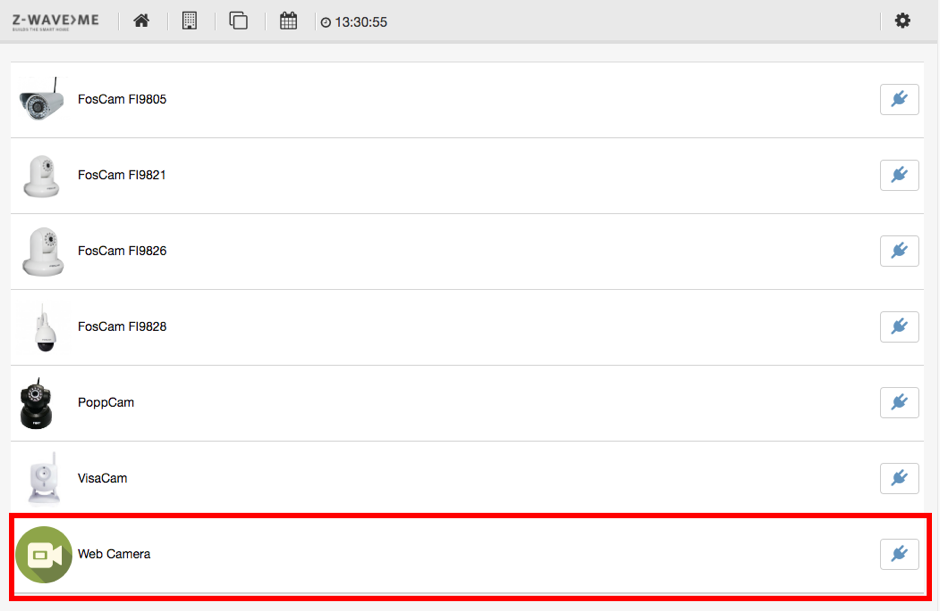 Z-WAVE>ME
BUILDS THE SMART HOME
13:30:55
FosCam FI9805
FosCam FI9821
FosCam FI9826
FosCam FI9828
PoppCam
VisaCam
Web Camera